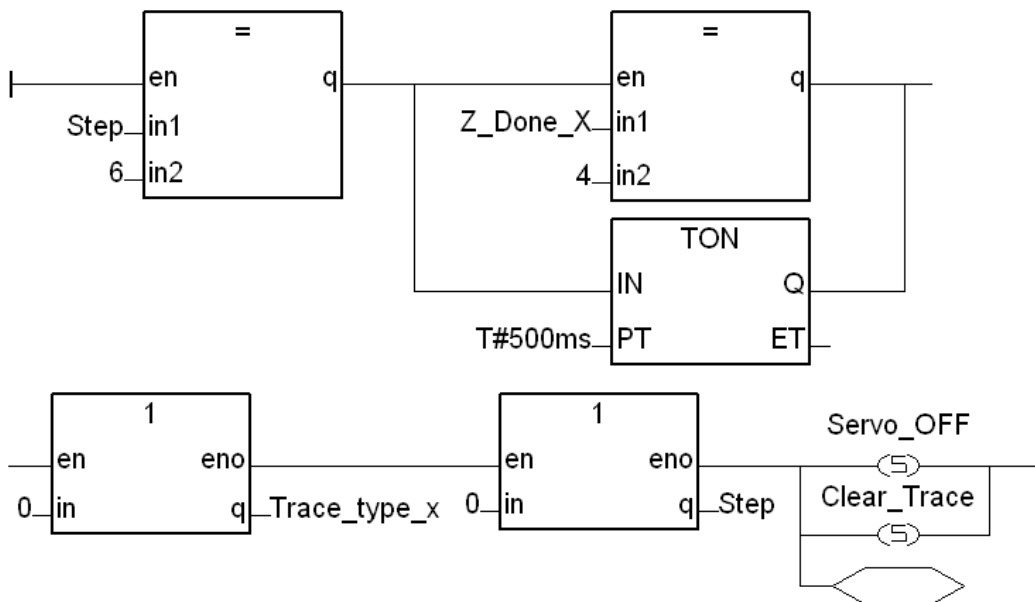 = =
en q en q
Step in1 Z_Done_X in1
6 in2 4 in2
TON
IN Q
T#500ms PT ET
1 1
Servo_OFF
en eno en eno
S
Clear_Trace
0 in q Trace_type_x 0 in q Step
S